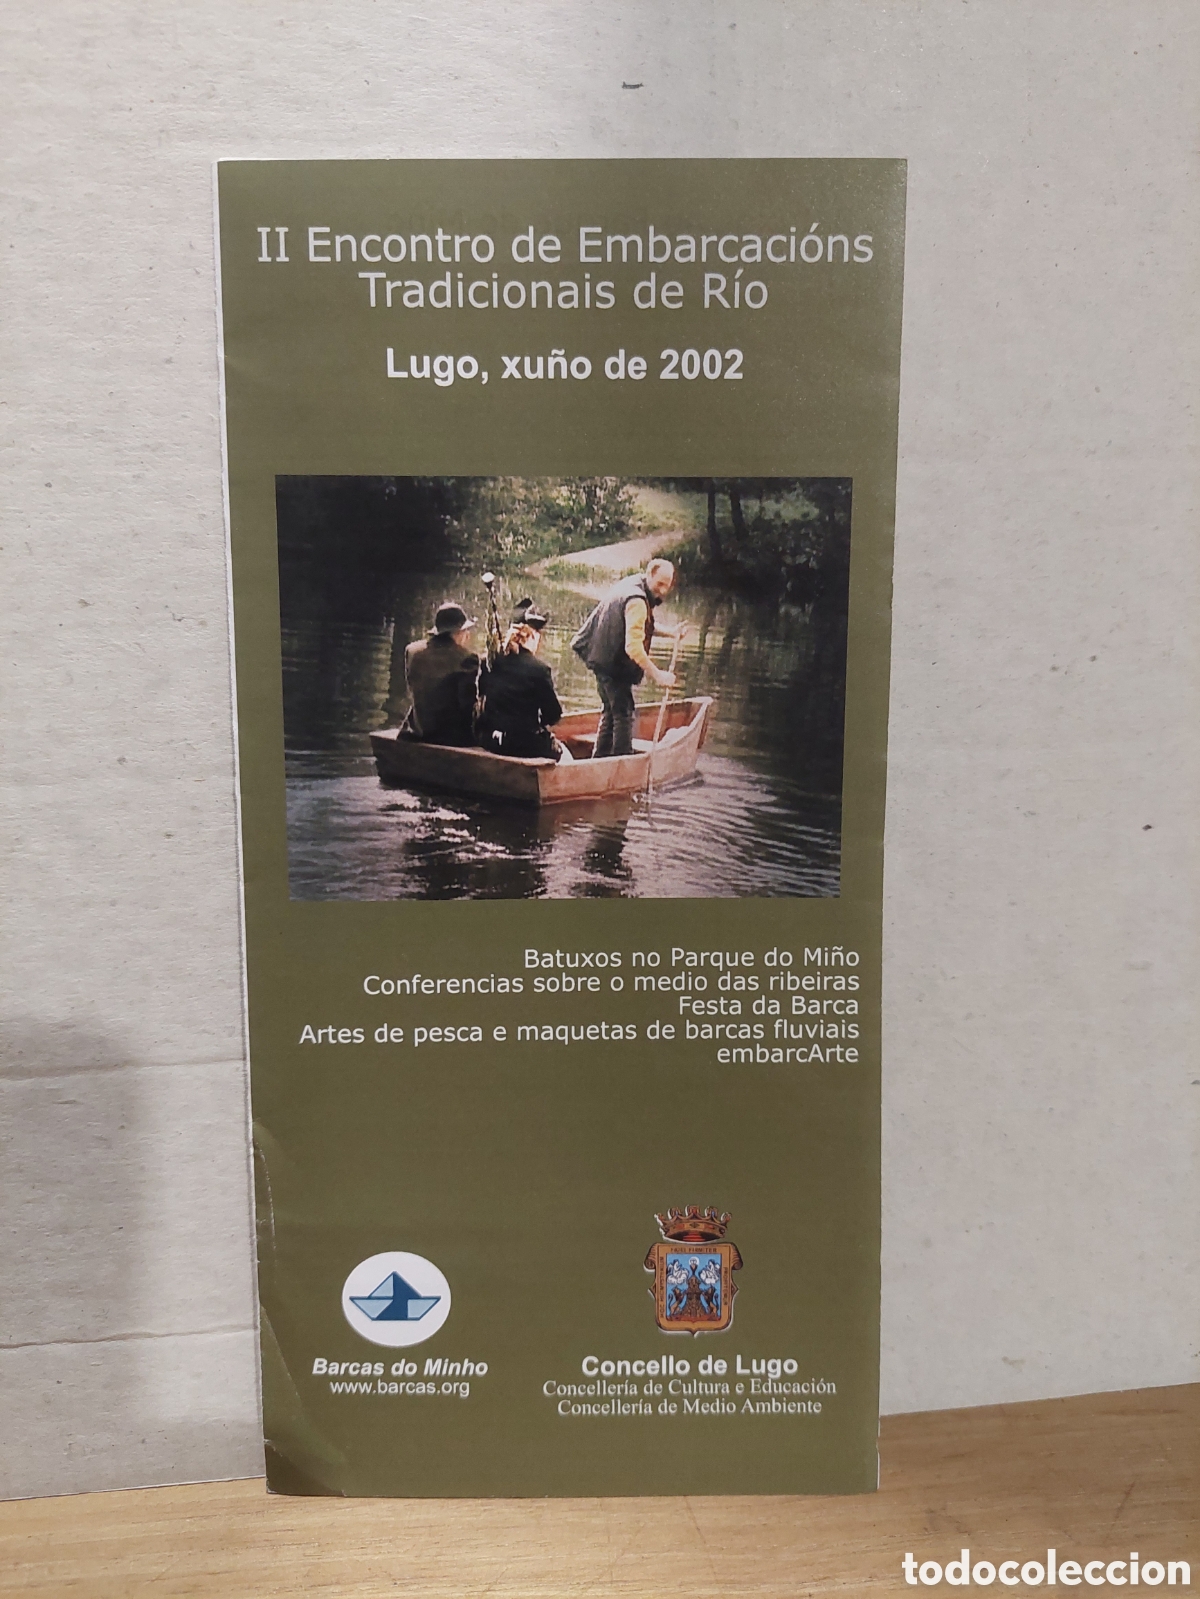 II Encontro de Embarcacións
Tradicionais de Río
Lugo, xuño de 2002
Batuxos no Parque do Miño
Conferencias sobre o medio das ribeiras
Festa da Barca
Artes de pesca e maquetas de barcas fluviais
embarcArte
Barcas do Minho
www.barcas.org
Concello de Lugo
Concellería de Cultura e Educación
Concellería de Medio Ambiente
todocoleccion